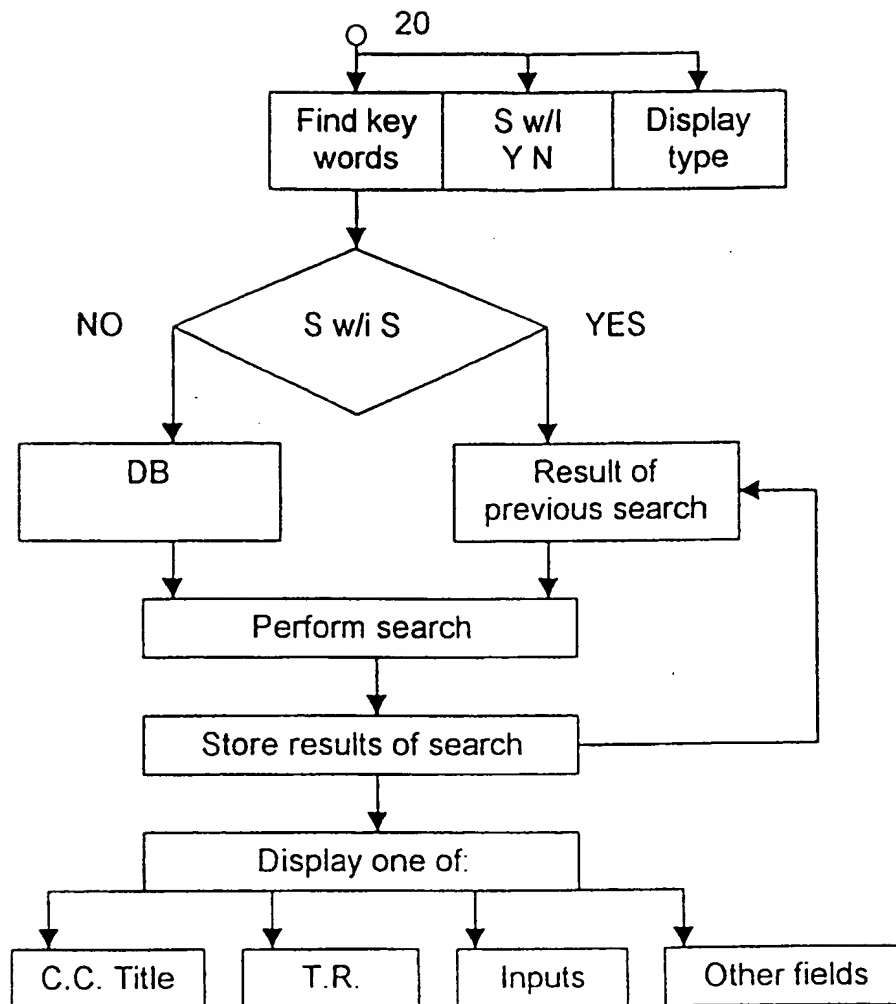 20
Find key
words
S w/I
Y N
Display
type
NO
S w/i S
YES
DB
Result of
previous search
Perform search
Store results of search
Display one of:
C.C. Title
T.R.
Inputs
Other fields